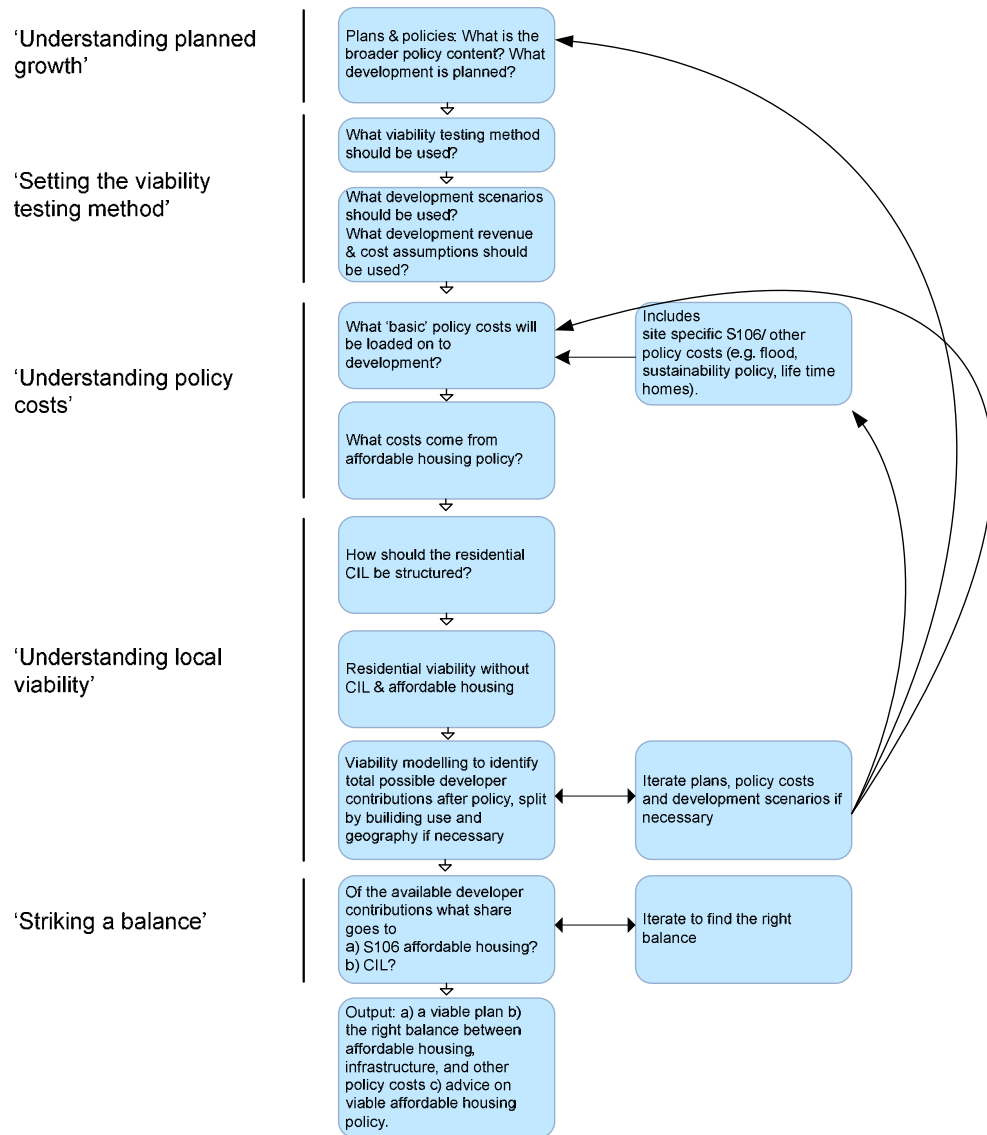 ‘Understanding planned
growth’
Plans & policies: What is the
broader policy content? What
development is planned?
‘Setting the viability
testing method’
What viability testing method
should be used?
What development scenarios
should be used?
What development revenue
& cost assumptions should
be used?
‘Understanding policy
costs’
What ‘basic’ policy costs will
be loaded on to
development?
Includes
site specific S106/ other
policy costs (e.g. flood,
sustainability policy, life time
homes).
What costs come from
affordable housing policy?
‘Understanding local
viability’
How should the residential
CIL be structured?
Residential viability without
CIL & affordable housing
Viability modelling to identify
total possible developer
contributions after policy, split
by builiding use and
geography if necessary
Iterate plans, policy costs
and development scenarios if
necessary
‘Striking a balance’
Of the available developer
contributions what share
goes to
a) S106 affordable housing?
b) CIL?
Iterate to find the right
balance
Output: a) a viable plan b)
the right balance between
affordable housing,
infrastructure, and other
policy costs c) advice on
viable affordable housing
policy.